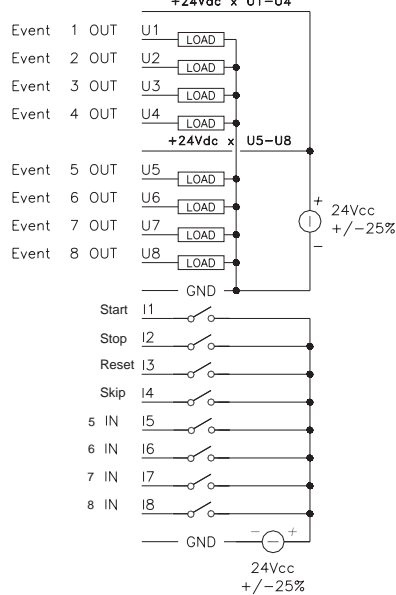 +24Vdc x U1-U4
Event 1 OUT U1 LOAD
Event 2 OUT U2 LOAD
Event 3 OUT U3 LOAD
Event 4 OUT U4 LOAD
+24Vdc x U5-U8
Event 5 OUT U5 LOAD
Event 6 OUT U6 LOAD
Event 7 OUT U7 LOAD
Event 8 OUT U8 LOAD
+
24Vcc
+/-25%
-
GND
Start I1
Stop I2
Reset I3
Skip I4
5 IN I5
6 IN I6
7 IN I7
8 IN I8
GND - +
24Vcc
+/-25%